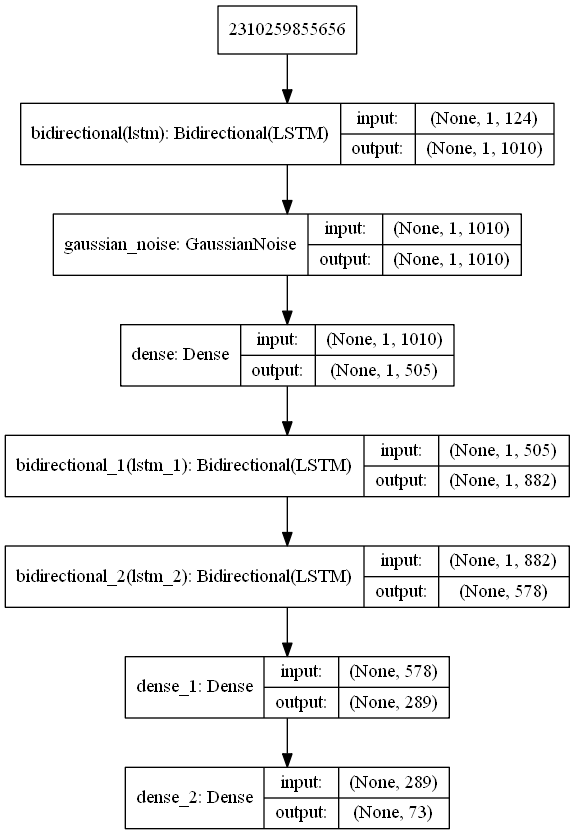 2310259855656
bidirectional(lstm): Bidirectional(LSTM) input: (None, 1, 124)
output: (None, 1, 1010)
gaussian_noise: GaussianNoise input: (None, 1, 1010)
output: (None, 1, 1010)
dense: Dense input: (None, 1, 1010)
output: (None, 1, 505)
bidirectional_1(lstm_1): Bidirectional(LSTM) input: (None, 1, 505)
output: (None, 1, 882)
bidirectional_2(lstm_2): Bidirectional(LSTM) input: (None, 1, 882)
output: (None, 578)
dense_1: Dense input: (None, 578)
output: (None, 289)
dense_2: Dense input: (None, 289)
output: (None, 73)